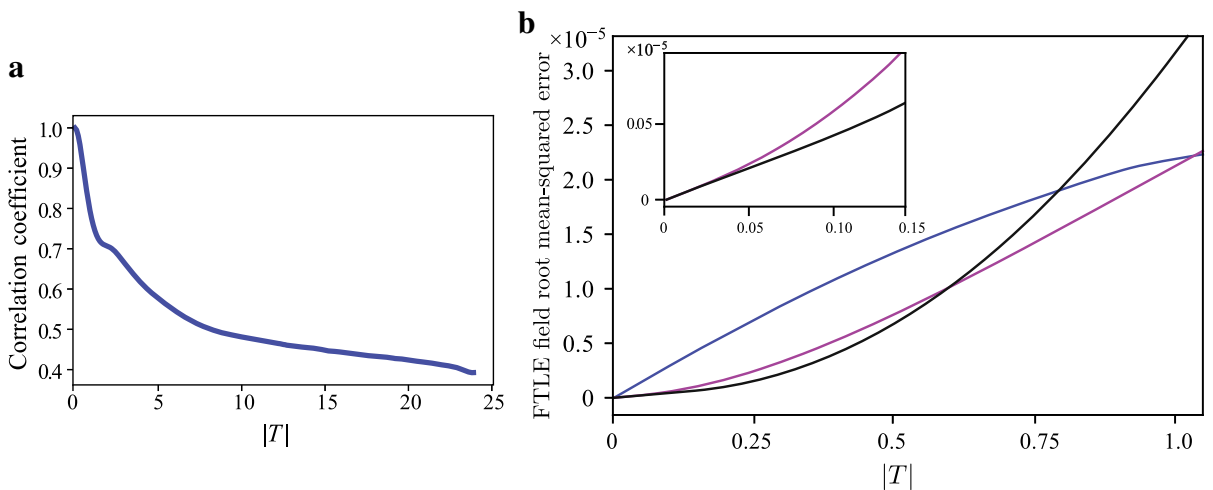 a
Correlation coefficient
1.0
0.9
0.8
0.7
0.6
0.5
0.4
0 5 10 15 20 25
|T|
b
×10⁻⁵
FTLE field root mean-squared error
3.0
2.5
2.0
1.5
1.0
0.5
0
0 0.25 0.5 0.75 1.0
|T|
×10⁻⁵
0.05
0
0 0.05 0.10 0.15